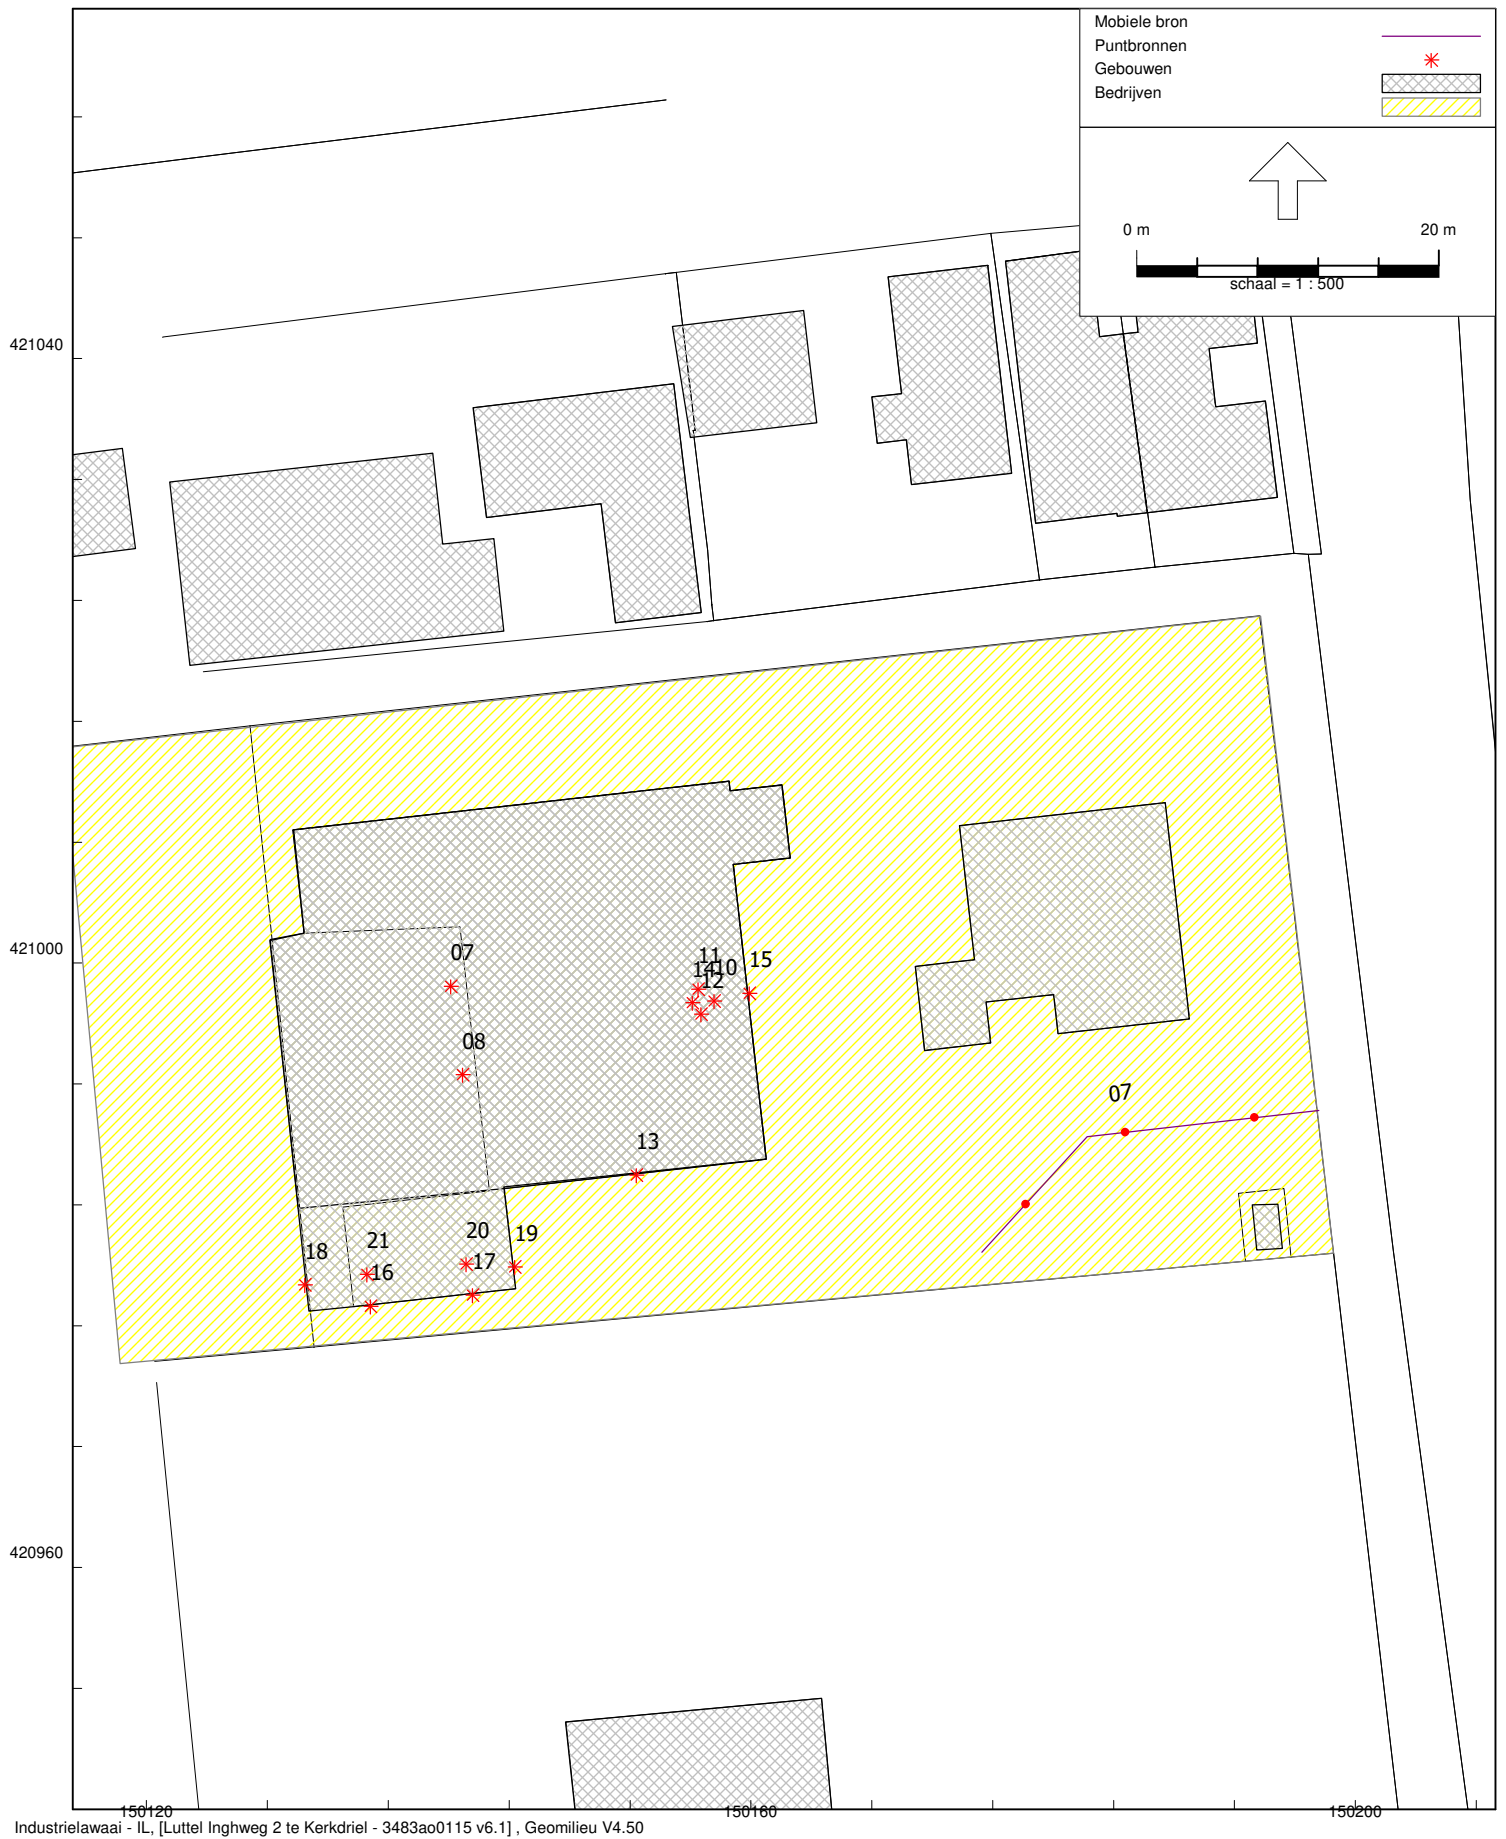 Mobiele bron
Puntbronnen
Gebouwen
Bedrijven
0 m 20 m
schaal = 1 : 500
421040
421000
07
11
14 10
12
15
08
07
13
20
19
21
18
17
16
420960
150120 150160 150200
Industrielawaai - IL, [Luttel Inghweg 2 te Kerkdriel - 3483ao0115 v6.1] , Geomilieu V4.50